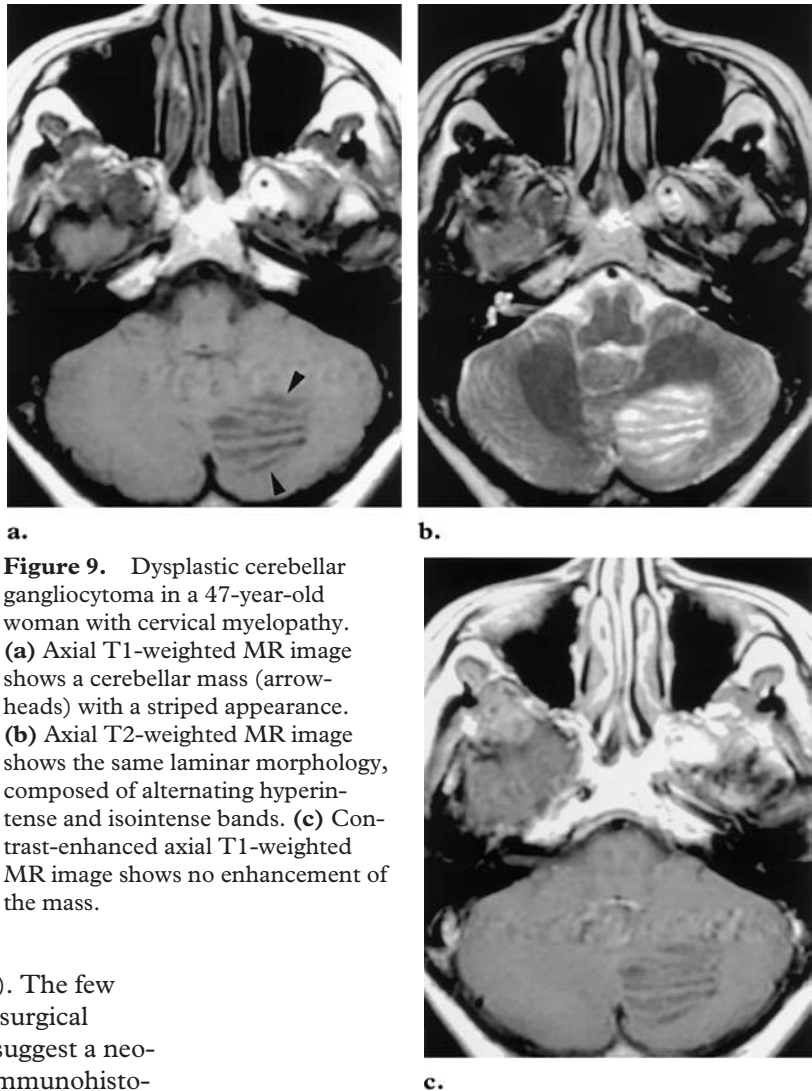 a.
b.
Figure 9. Dysplastic cerebellar
gangliocytoma in a 47-year-old
woman with cervical myelopathy.
(a) Axial T1-weighted MR image
shows a cerebellar mass (arrow-
heads) with a striped appearance.
(b) Axial T2-weighted MR image
shows the same laminar morphology,
composed of alternating hyperin-
tense and isointense bands. (c) Con-
trast-enhanced axial T1-weighted
MR image shows no enhancement of
the mass.
). The few
surgical
suggest a neo-
mmunohisto-
c.